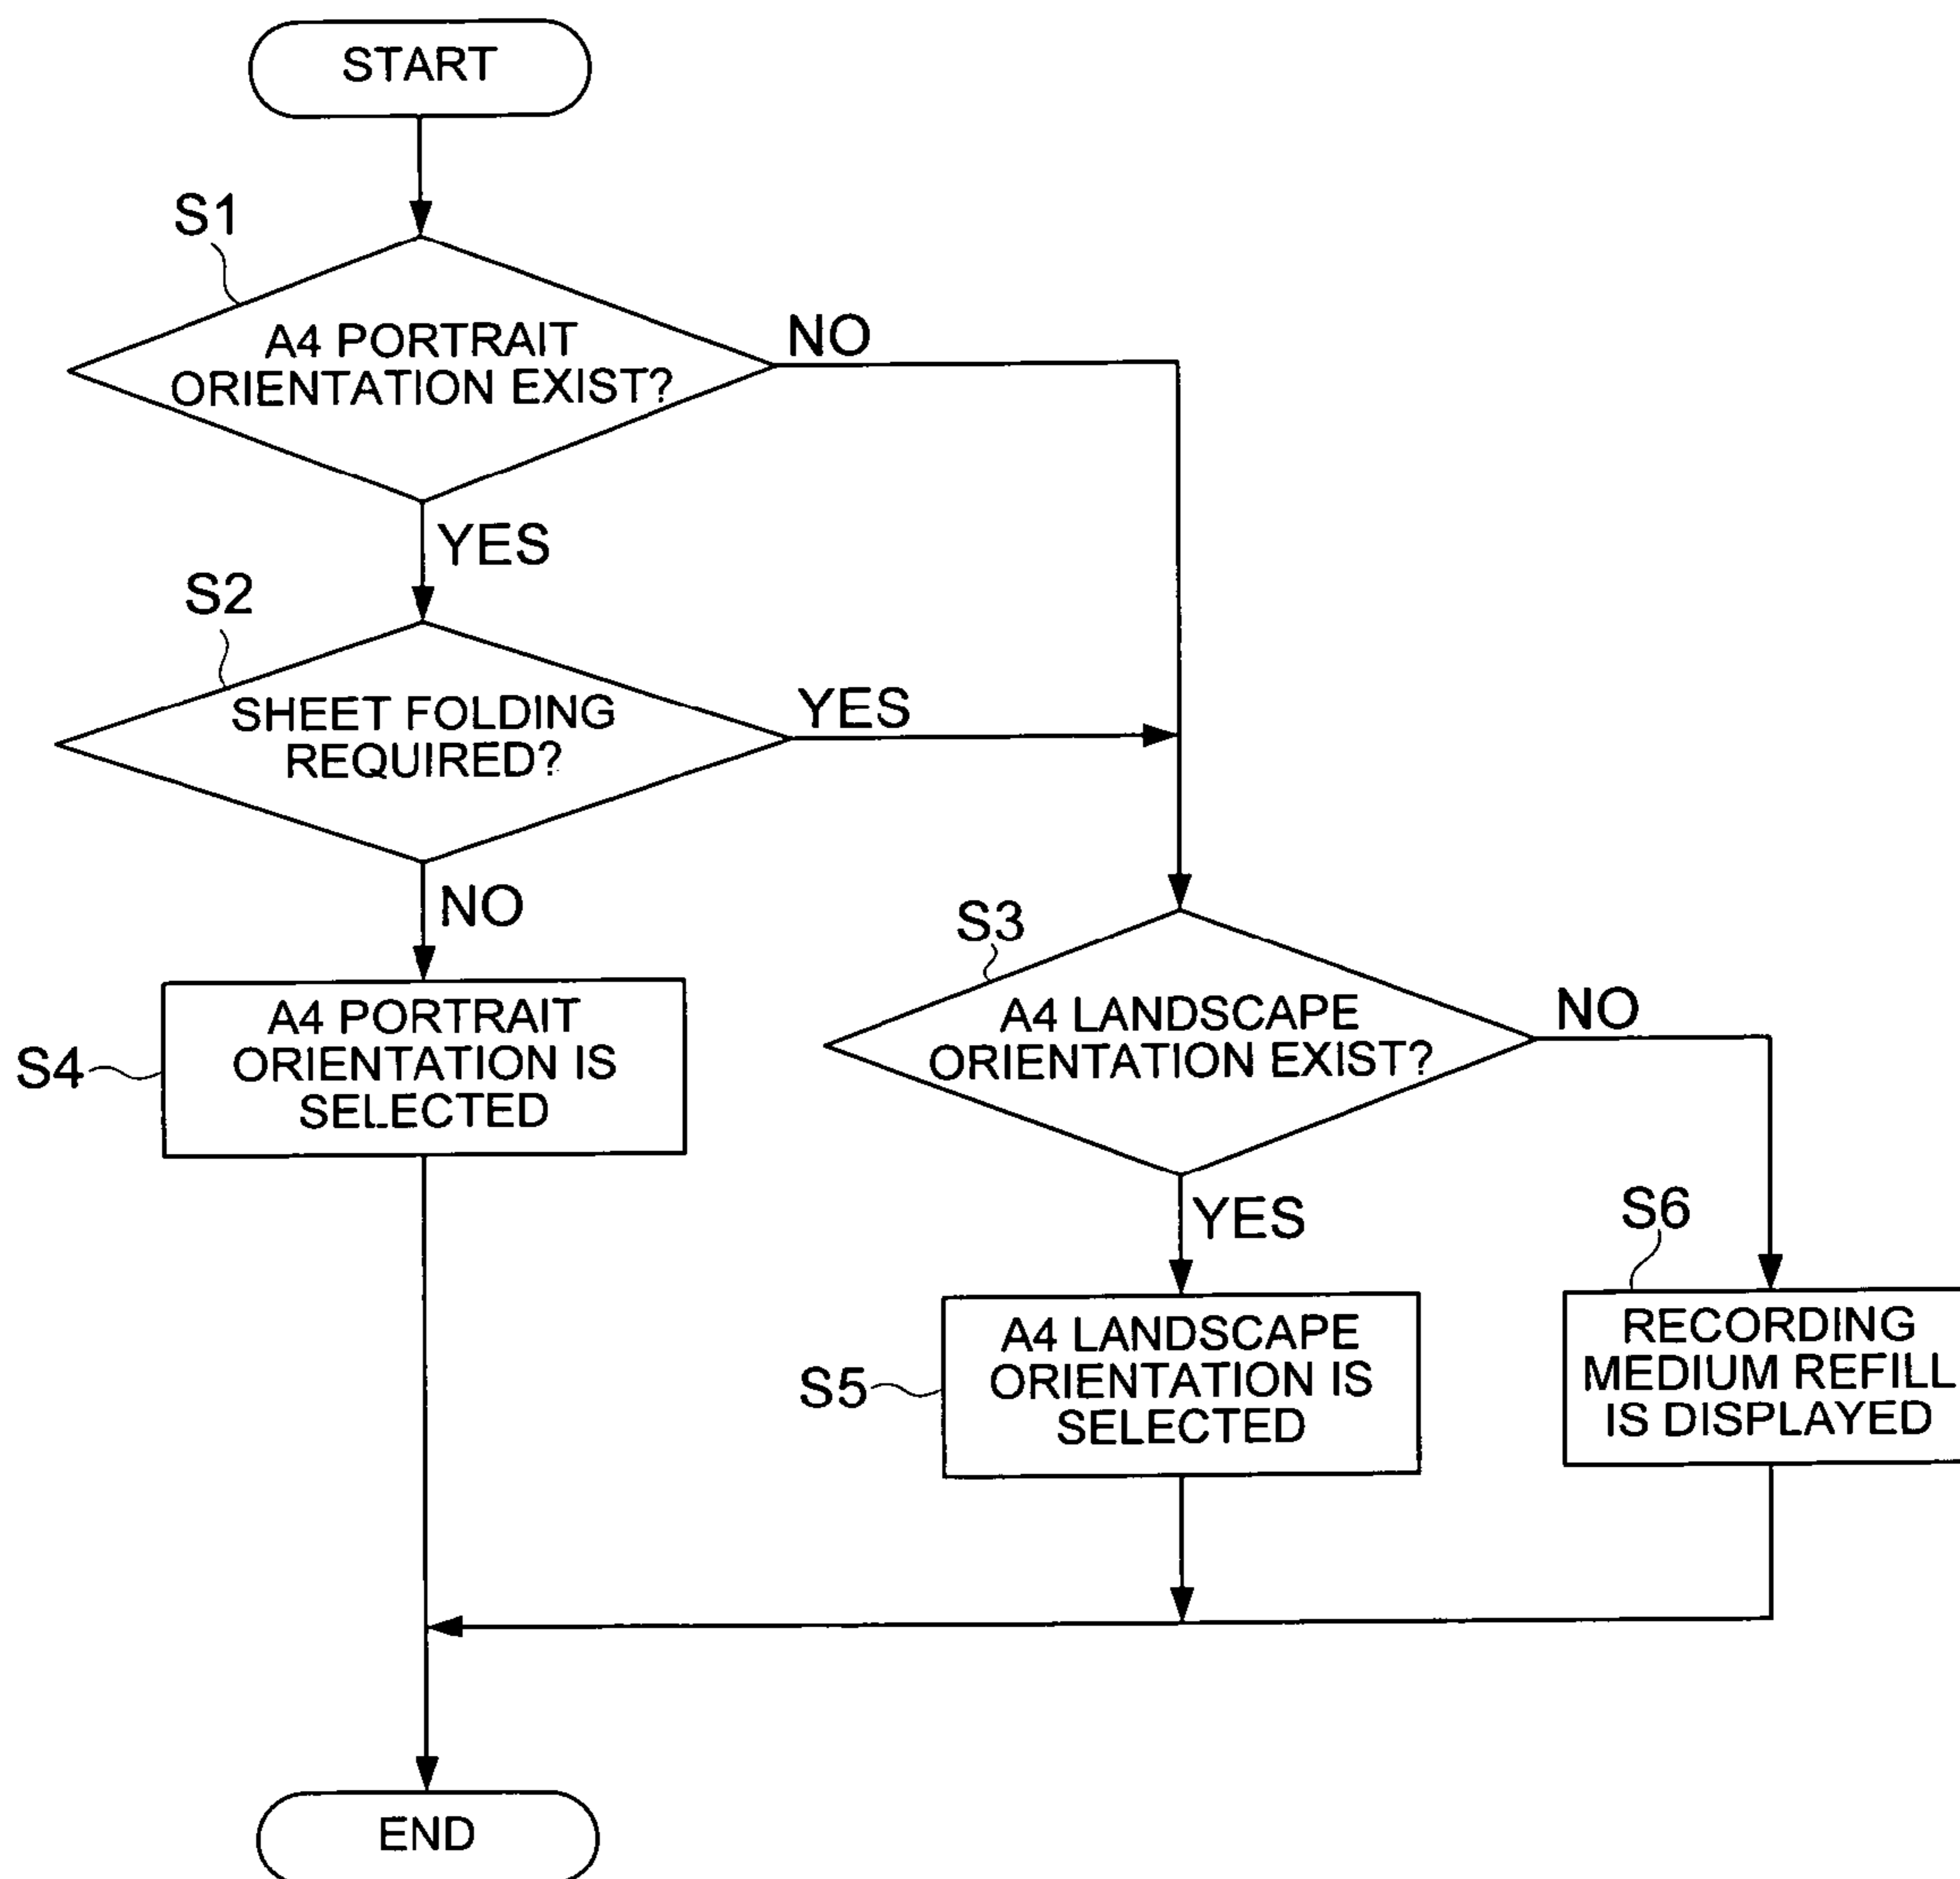 START
S1
A4 PORTRAIT
ORIENTATION EXIST?
NO
YES
S2
SHEET FOLDING
REQUIRED?
YES
NO
S3
A4 LANDSCAPE
ORIENTATION EXIST?
NO
S4
A4 PORTRAIT
ORIENTATION IS
SELECTED
YES
S5
A4 LANDSCAPE
ORIENTATION IS
SELECTED
S6
RECORDING
MEDIUM REFILL
IS DISPLAYED
END